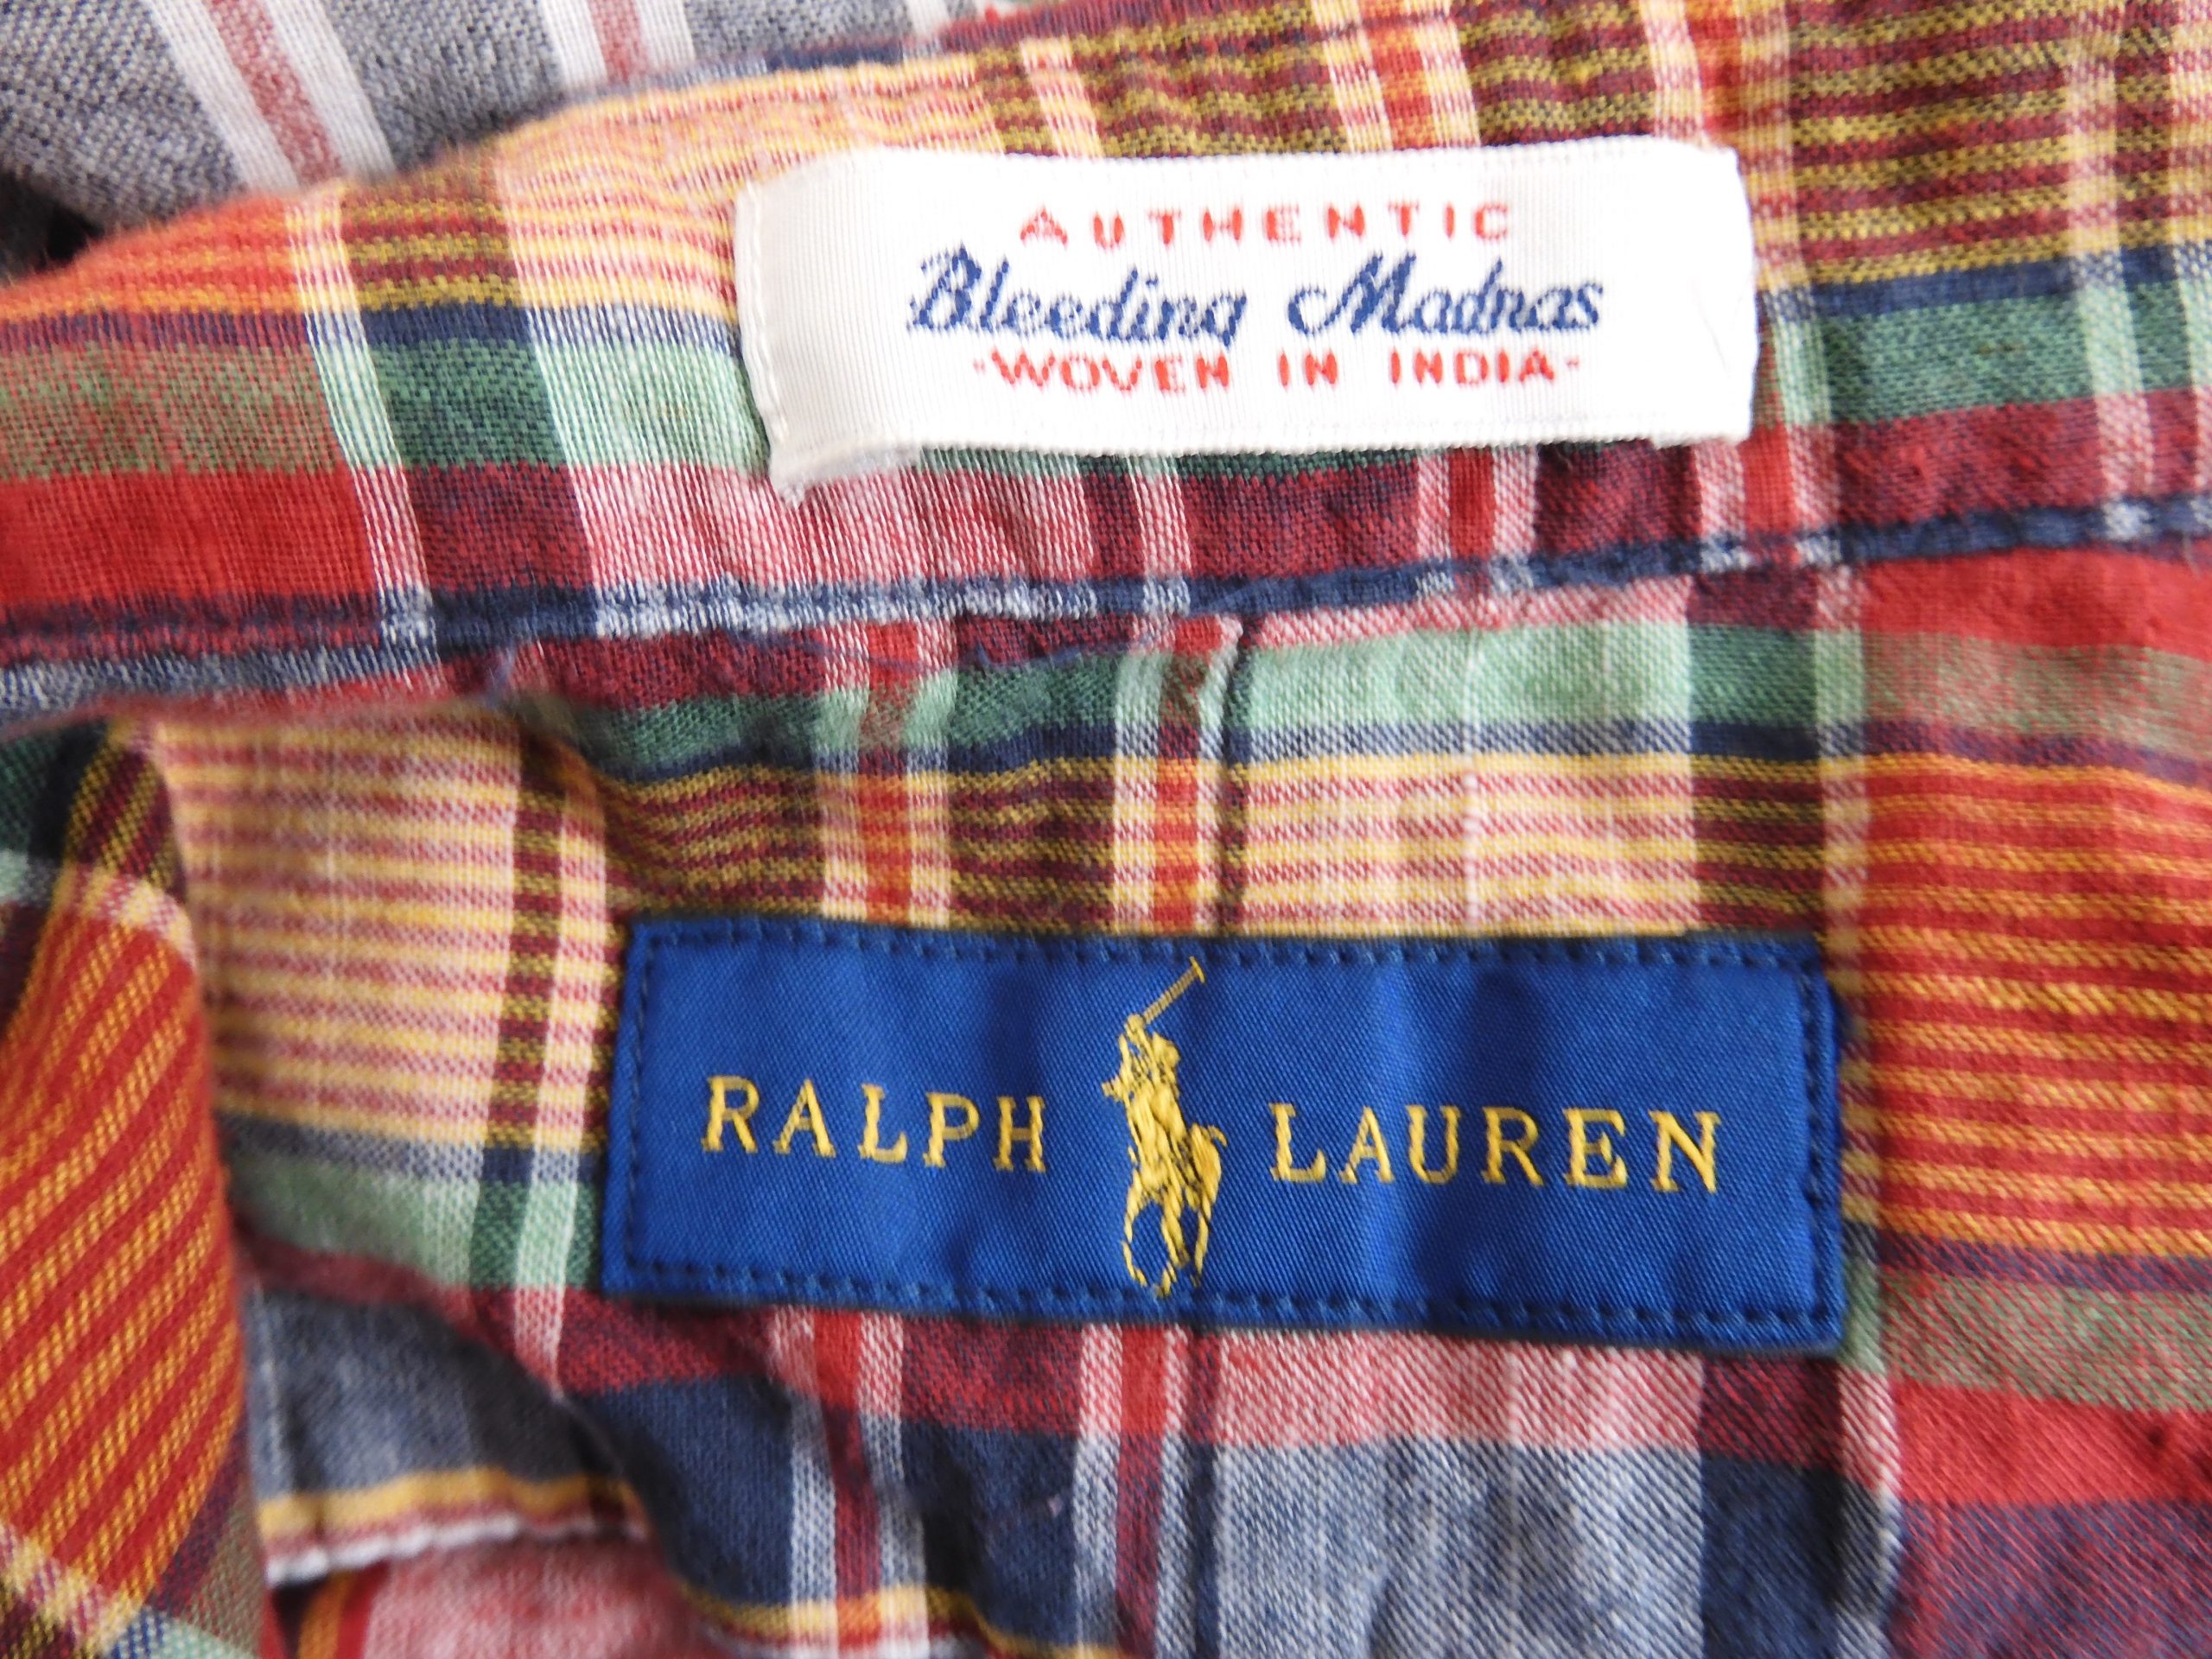 AUTHENTIC
Bleeding Madras
-WOVEN IN INDIA-
RALPH LAUREN